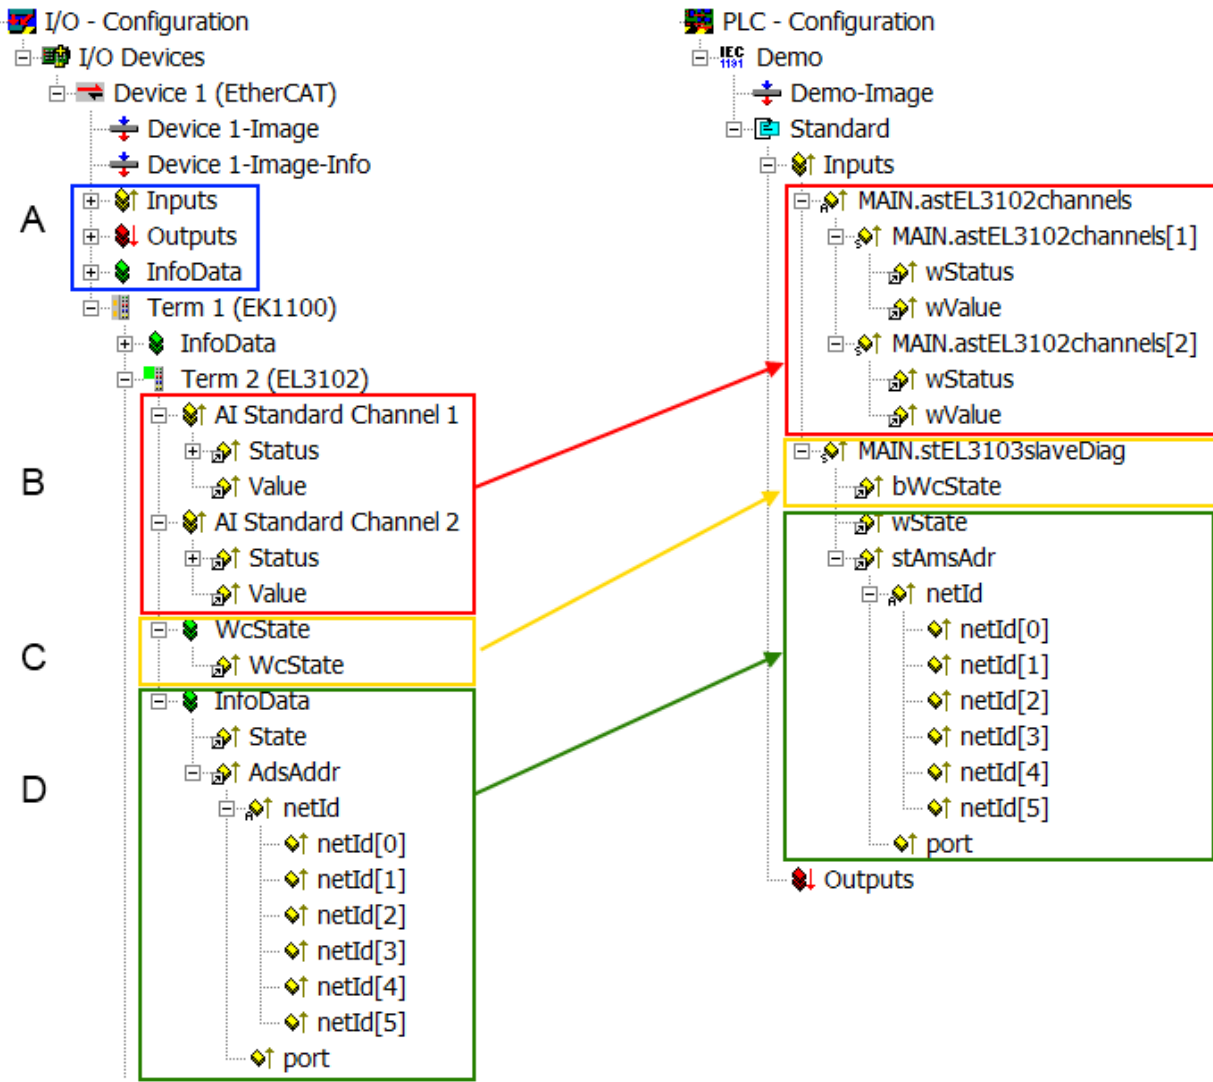 I/O - Configuration
I/O Devices
Device 1 (EtherCAT)
Device 1-Image
Device 1-Image-Info
A
Inputs
Outputs
InfoData
Term 1 (EK1100)
InfoData
Term 2 (EL3102)
B
AI Standard Channel 1
Status
Value
AI Standard Channel 2
Status
Value
C
WcState
WcState
D
InfoData
State
AdsAddr
netId
netId[0]
netId[1]
netId[2]
netId[3]
netId[4]
netId[5]
port
PLC - Configuration
IEC
1131
Demo
Demo-Image
Standard
Inputs
MAIN.astEL3102channels
MAIN.astEL3102channels[1]
wStatus
wValue
MAIN.astEL3102channels[2]
wStatus
wValue
MAIN.stEL3103slaveDiag
bWcState
wState
stAmsAdr
netId
netId[0]
netId[1]
netId[2]
netId[3]
netId[4]
netId[5]
port
Outputs